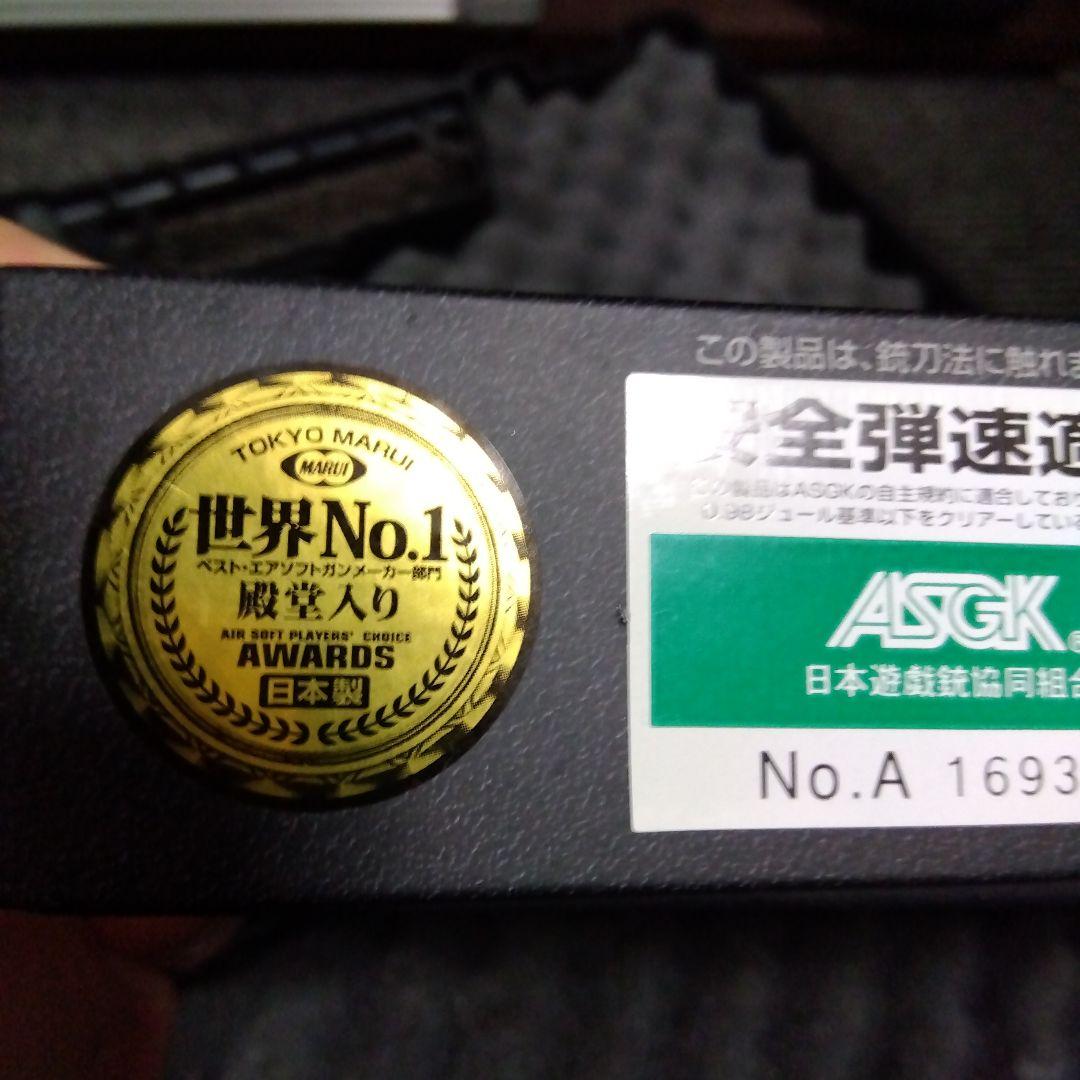 TOKYO MARUI
MARUI
世界No.1
ベスト・エアソフトガンメーカー部門
殿堂入り
AIR SOFT PLAYERS' CHOICE
AWARDS
日本製
この製品は、銃刀法に触れま
安全弾速適
この製品はASGKの自主規約に適合しており
0.98ジュール基準以下をクリアーしている
ASGK
日本遊戯銃協同組合
No.A 1693